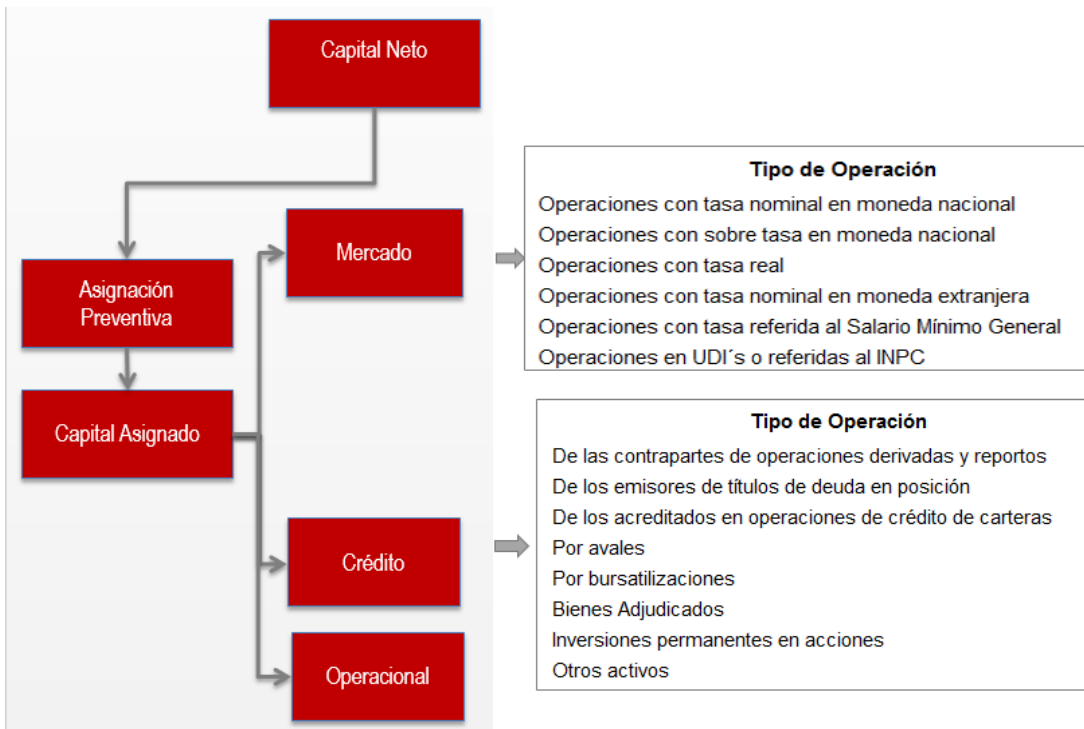 Capital Neto
Asignación
Preventiva
Capital Asignado
Mercado
Crédito
Operacional
Tipo de Operación
Operaciones con tasa nominal en moneda nacional
Operaciones con sobre tasa en moneda nacional
Operaciones con tasa real
Operaciones con tasa nominal en moneda extranjera
Operaciones con tasa referida al Salario Mínimo General
Operaciones en UDI´s o referidas al INPC
Tipo de Operación
De las contrapartes de operaciones derivadas y reportos
De los emisores de títulos de deuda en posición
De los acreditados en operaciones de crédito de carteras
Por avales
Por bursatilizaciones
Bienes Adjudicados
Inversiones permanentes en acciones
Otros activos